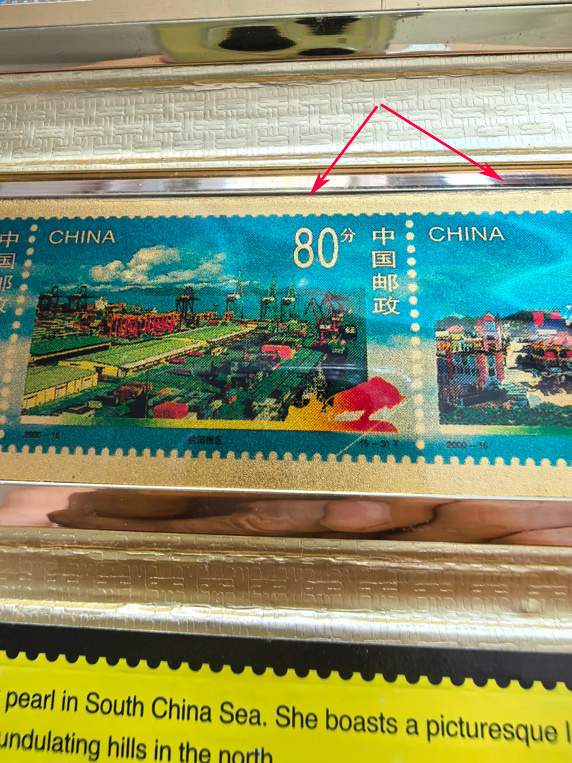 中国邮
CHINA
80分
中国邮政
CHINA
2000-16
2000-16
pearl in South China Sea. She boasts a picturesque
undulating hills in the north